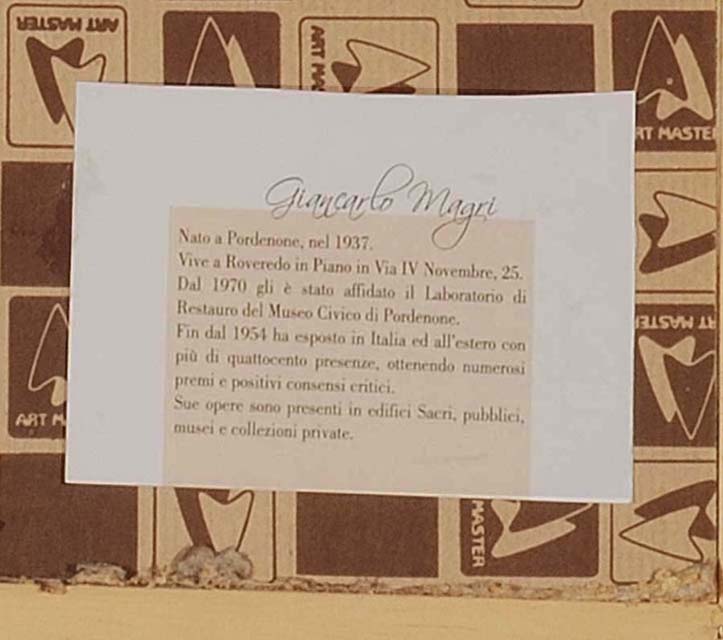 ART MASTER
ART MA
ART MASTE
Giancarlo Magri
Nato a Pordenone, nel 1937.
Vive a Roveredo in Piano in Via IV Novembre, 25.
Dal 1970 gli è stato affidato il Laboratorio di
Restauro del Museo Civico di Pordenone.
Fin dal 1954 ha esposto in Italia ed all'estero con
più di quattocento presenze, ottenendo numerosi
premi e positivi consensi critici.
Sue opere sono presenti in edifici Sacri, pubblici,
musei e collezioni private.
ART M
MASTER